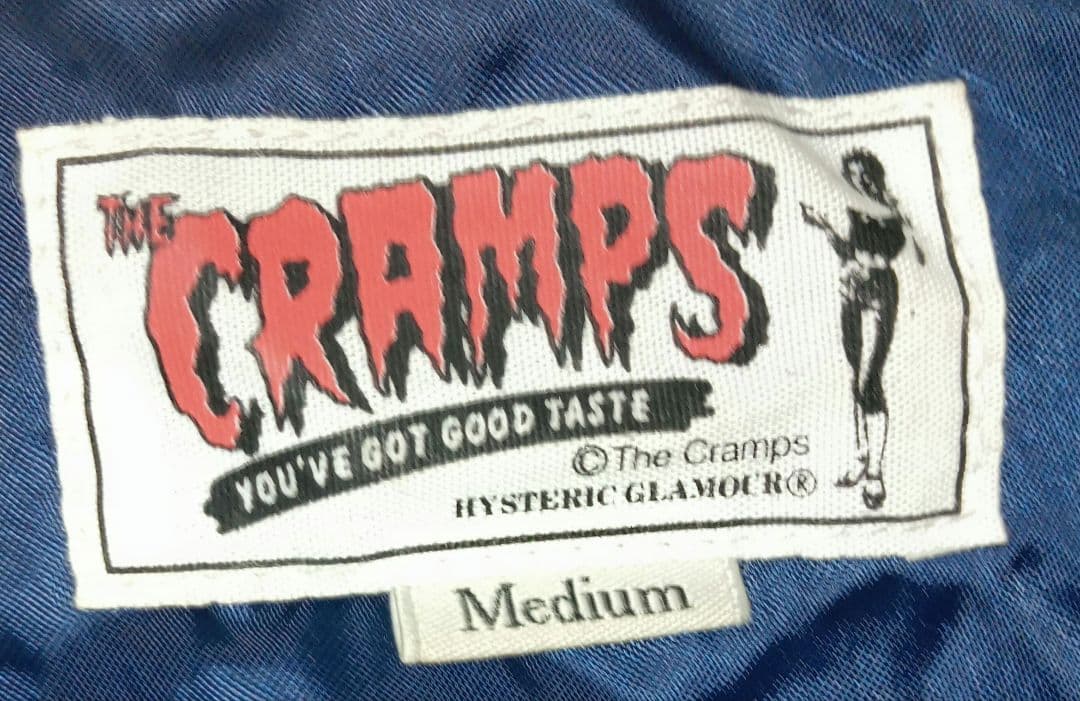 THE CRAMPS
YOU'VE GOT GOOD TASTE
©The Cramps
HYSTERIC GLAMOUR®
Medium